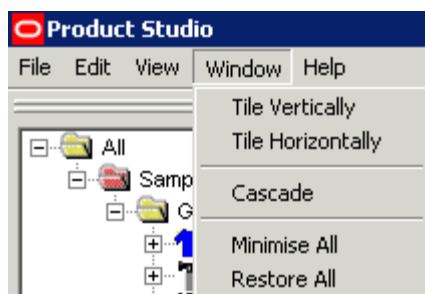 Product Studio
File Edit View Window Help
Tile Vertically
Tile Horizontally
Cascade
Minimise All
Restore All
All
Samp
G